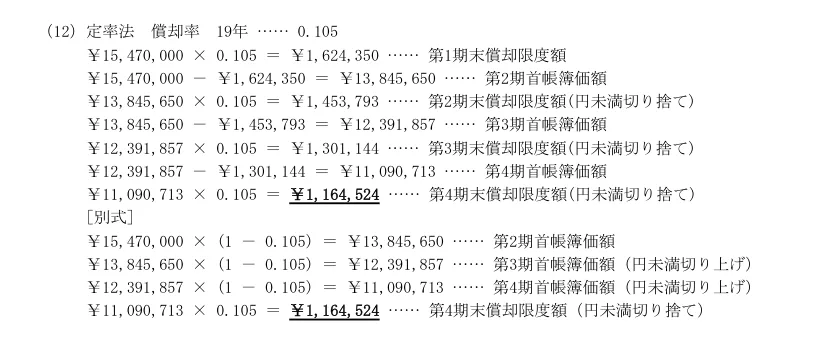 (12) 定率法　償却率　19年 …… 0.105
￥15,470,000 × 0.105 ＝ ￥1,624,350 …… 第1期末償却限度額
￥15,470,000 － ￥1,624,350 ＝ ￥13,845,650 …… 第2期首帳簿価額
￥13,845,650 × 0.105 ＝ ￥1,453,793 …… 第2期末償却限度額(円未満切り捨て)
￥13,845,650 － ￥1,453,793 ＝ ￥12,391,857 …… 第3期首帳簿価額
￥12,391,857 × 0.105 ＝ ￥1,301,144 …… 第3期末償却限度額(円未満切り捨て)
￥12,391,857 － ￥1,301,144 ＝ ￥11,090,713 …… 第4期首帳簿価額
￥11,090,713 × 0.105 ＝ ￥1,164,524 …… 第4期末償却限度額(円未満切り捨て)
[別式]
￥15,470,000 × (1 － 0.105) ＝ ￥13,845,650 …… 第2期首帳簿価額
￥13,845,650 × (1 － 0.105) ＝ ￥12,391,857 …… 第3期首帳簿価額 (円未満切り上げ)
￥12,391,857 × (1 － 0.105) ＝ ￥11,090,713 …… 第4期首帳簿価額 (円未満切り上げ)
￥11,090,713 × 0.105 ＝ ￥1,164,524 …… 第4期末償却限度額 (円未満切り捨て)